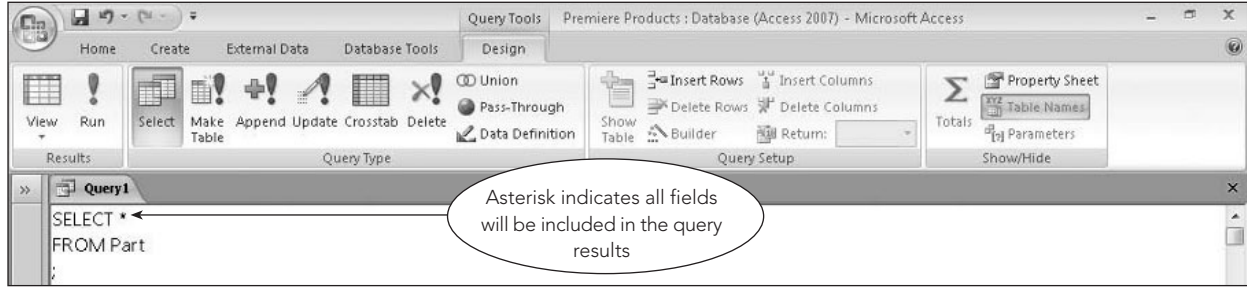 Query Tools Premiere Products : Database (Access 2007) - Microsoft Access
Home Create External Data Database Tools Design
View
Run
Select
Make Table
Append
Update
Crosstab
Delete
Union
Pass-Through
Data Definition
Show Table
Insert Rows
Delete Rows
Builder
Insert Columns
Delete Columns
Return:
Totals
Property Sheet
Table Names
Parameters
Results
Query Type
Query Setup
Show/Hide
Query1
SELECT *
FROM Part
;
Asterisk indicates all fields
will be included in the query
results